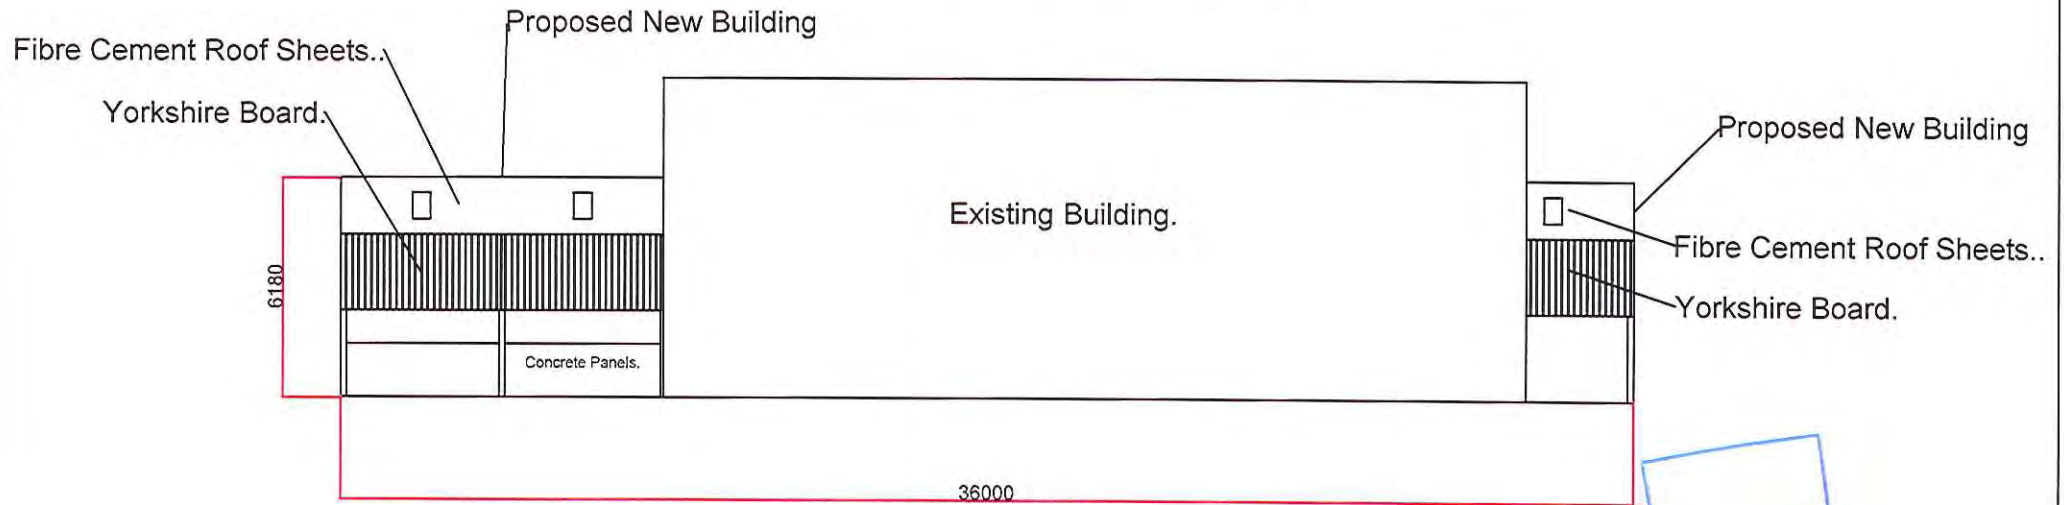 Proposed New Building
Fibre Cement Roof Sheets..
Yorkshire Board.
Proposed New Building
Existing Building.
Fibre Cement Roof Sheets..
Yorkshire Board.
6180
Concrete Panels.
36000